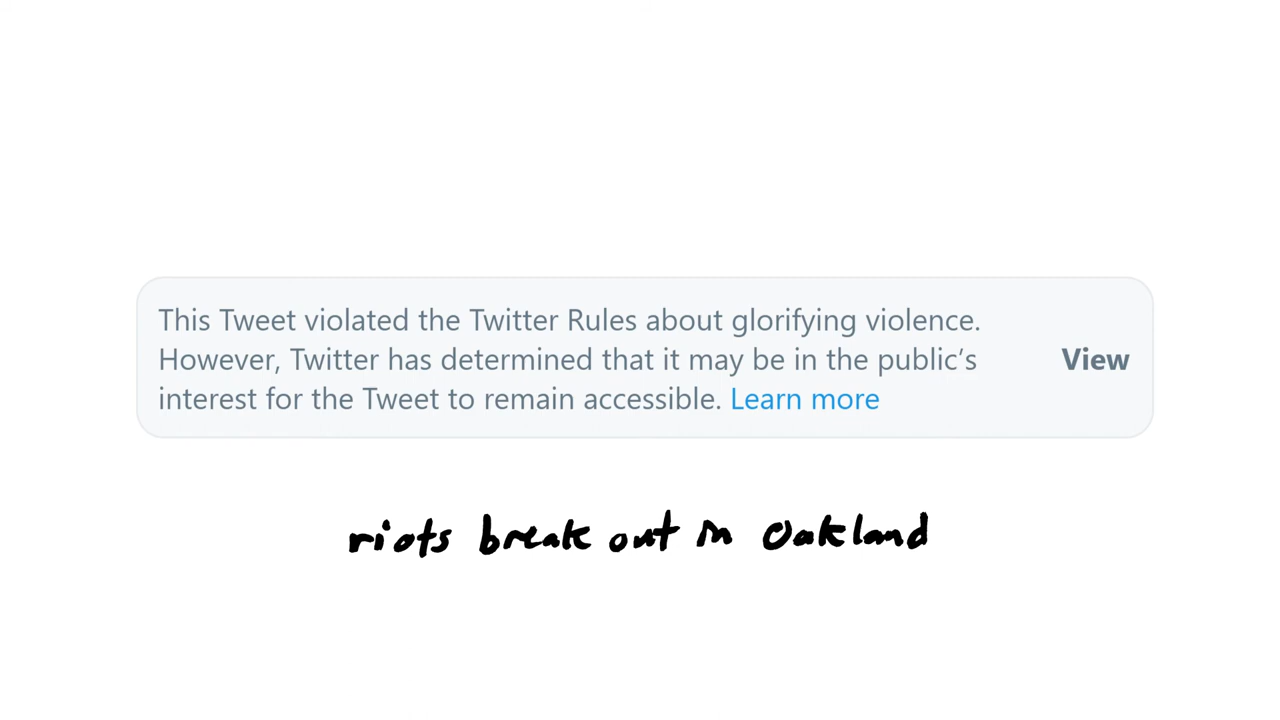 This Tweet violated the Twitter Rules about glorifying violence.
However, Twitter has determined that it may be in the public’s
interest for the Tweet to remain accessible. Learn more
View
riots break out in Oakland